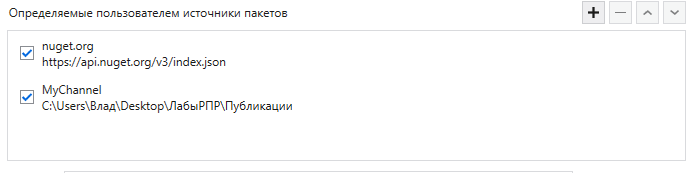 Определяемые пользователем источники пакетов
nuget.org
https://api.nuget.org/v3/index.json
MyChannel
C:\Users\Влад\Desktop\ЛабыРПР\Публикации